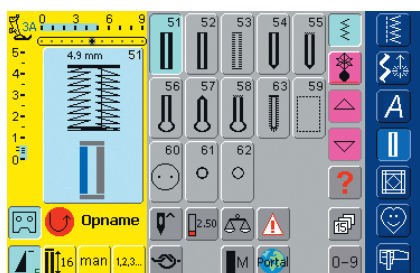 3A 0 3 6 9
51 52 53 54 55
5- 4.9 mm 51
4-
3-
2-
1-
0
56 57 58 63 59
60 61 62
?
Opname
2.50
16 man 1,2,3...
M Portal 0-9
A